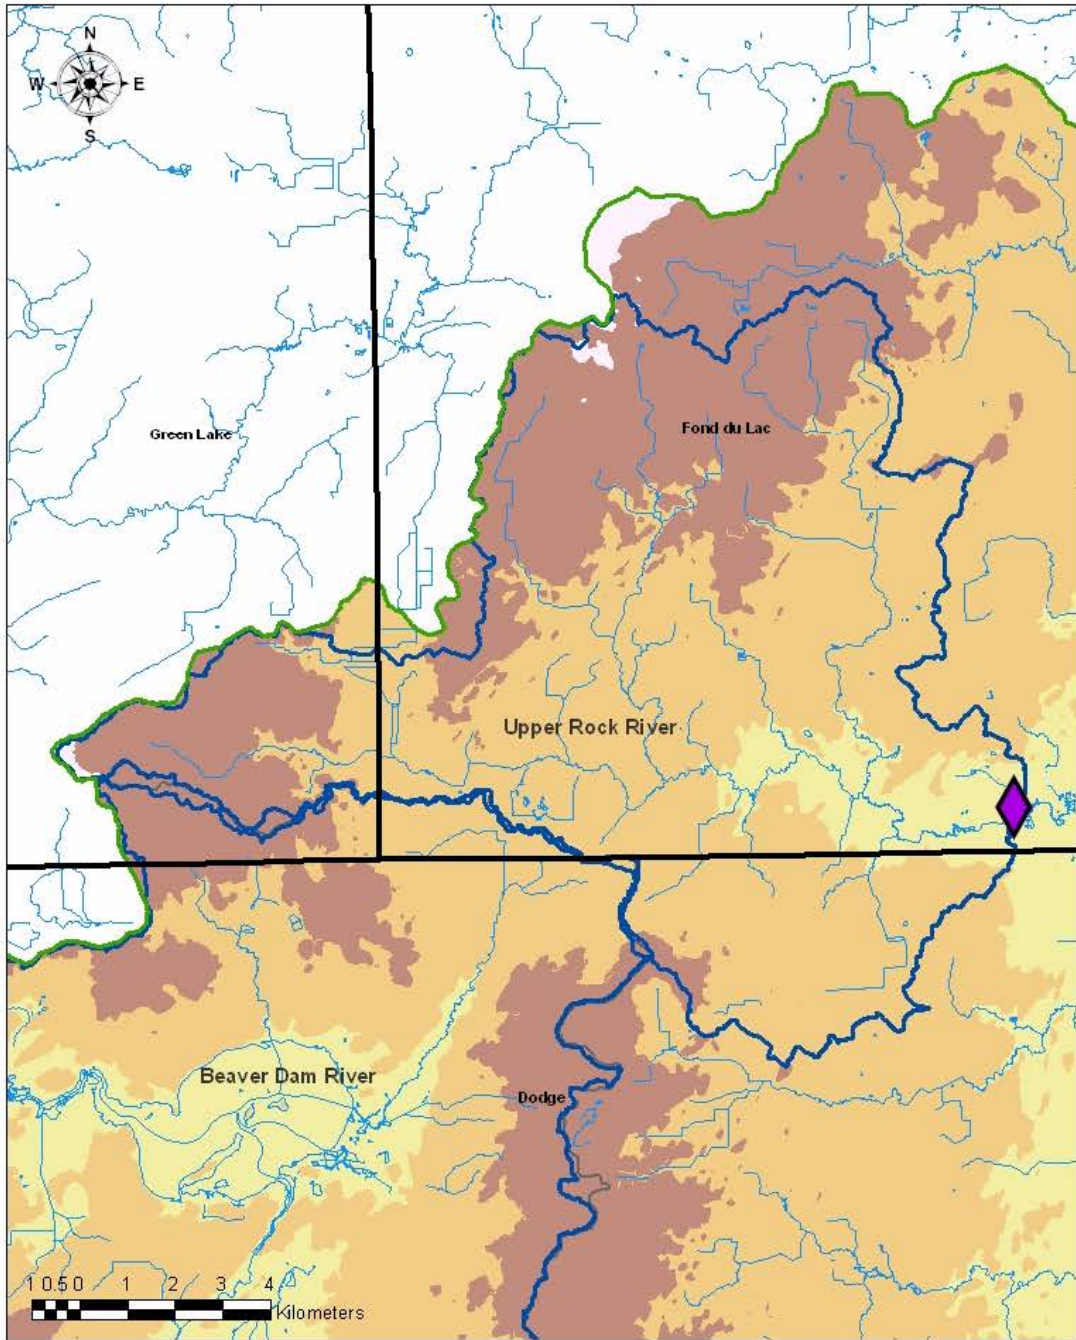 N
W E
S
Green Lake
Fond du Lac
Upper Rock River
Beaver Dam River
Dodge
1 0.5 0 1 2 3 4
Kilometers